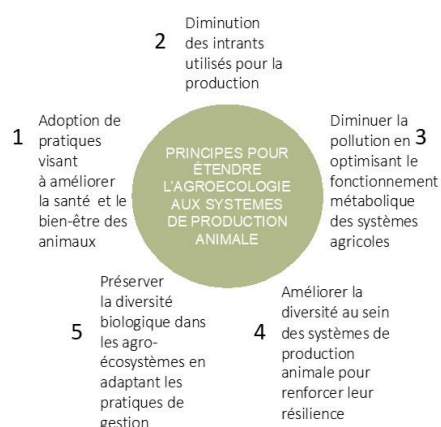 PRINCIPES POUR
ÉTENDRE
L'AGROECOLOGIE
AUX SYSTEMES
DE PRODUCTION
ANIMALE
1
Adoption de
pratiques
visant
à améliorer
la santé et le
bien-être des
animaux
2
Diminution
des intrants
utilisés pour la
production
3
Diminuer la
pollution en
optimisant le
fonctionnement
métabolique
des systèmes
agricoles
4
Améliorer la
diversité au sein
des systèmes de
production
animale pour
renforcer leur
résilience
5
Préserver
la diversité
biologique dans
les agro-
écosystèmes en
adaptant les
pratiques de
gestion